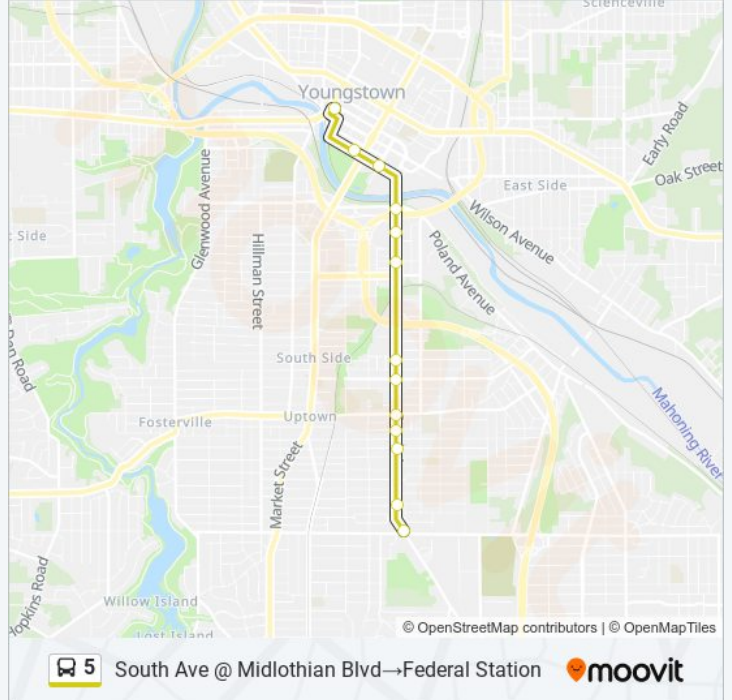 Scienceville
Youngstown
Early Road
Oak Street
East Side
: Side
Glenwood Avenue
Wilson Avenue
Hillman Street
Poland Avenue
South Side
Road
Fosterville
Uptown
Mahoning River
Market Street
Hopkins Road
Willow Island
Lost Island
© OpenStreetMap contributors | © OpenMapTiles
5
South Ave @ Midlothian Blvd→Federal Station
moovit